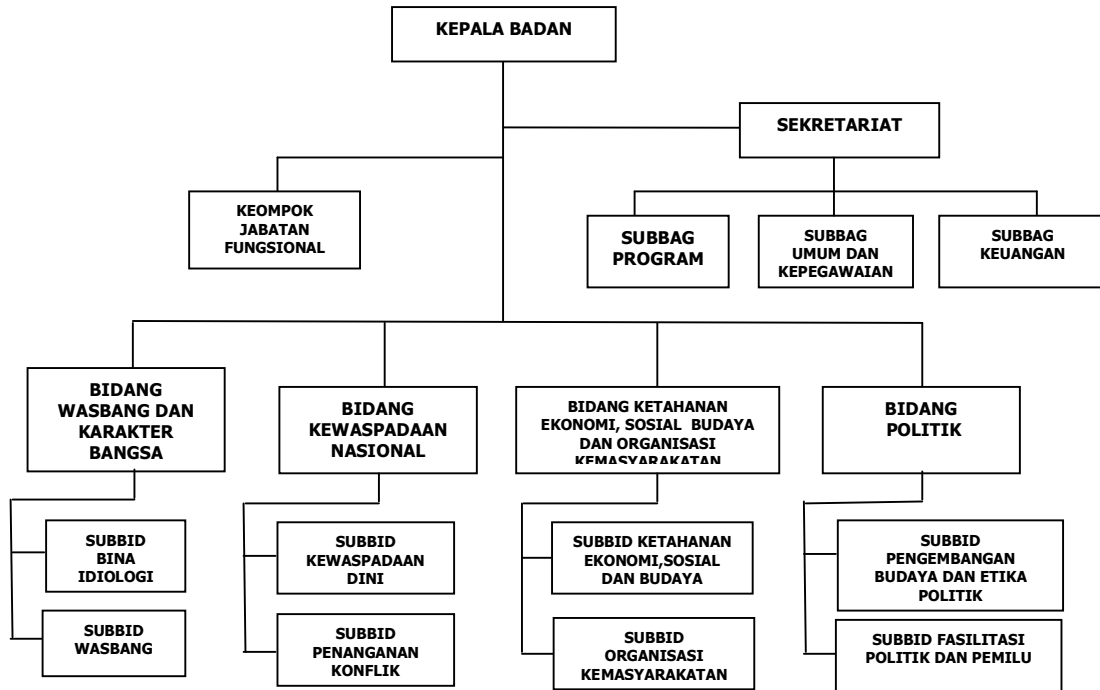 KEPALA BADAN
SEKRETARIAT
KEOMPOK
JABATAN
FUNGSIONAL
SUBBAG
PROGRAM
SUBBAG
UMUM DAN
KEPEGAWAIAN
SUBBAG
KEUANGAN
BIDANG
WASBANG DAN
KARAKTER
BANGSA
BIDANG
KEWASPADAAN
NASIONAL
BIDANG KETAHANAN
EKONOMI, SOSIAL BUDAYA
DAN ORGANISASI
KEMASYARAKATAN
BIDANG
POLITIK
SUBBID
BINA
IDIOLOGI
SUBBID
WASBANG
SUBBID
KEWASPADAAN
DINI
SUBBID
PENANGANAN
KONFLIK
SUBBID KETAHANAN
EKONOMI,SOSIAL
DAN BUDAYA
SUBBID
ORGANISASI
KEMASYARAKATAN
SUBBID
PENGEMBANGAN
BUDAYA DAN ETIKA
POLITIK
SUBBID FASILITASI
POLITIK DAN PEMILU